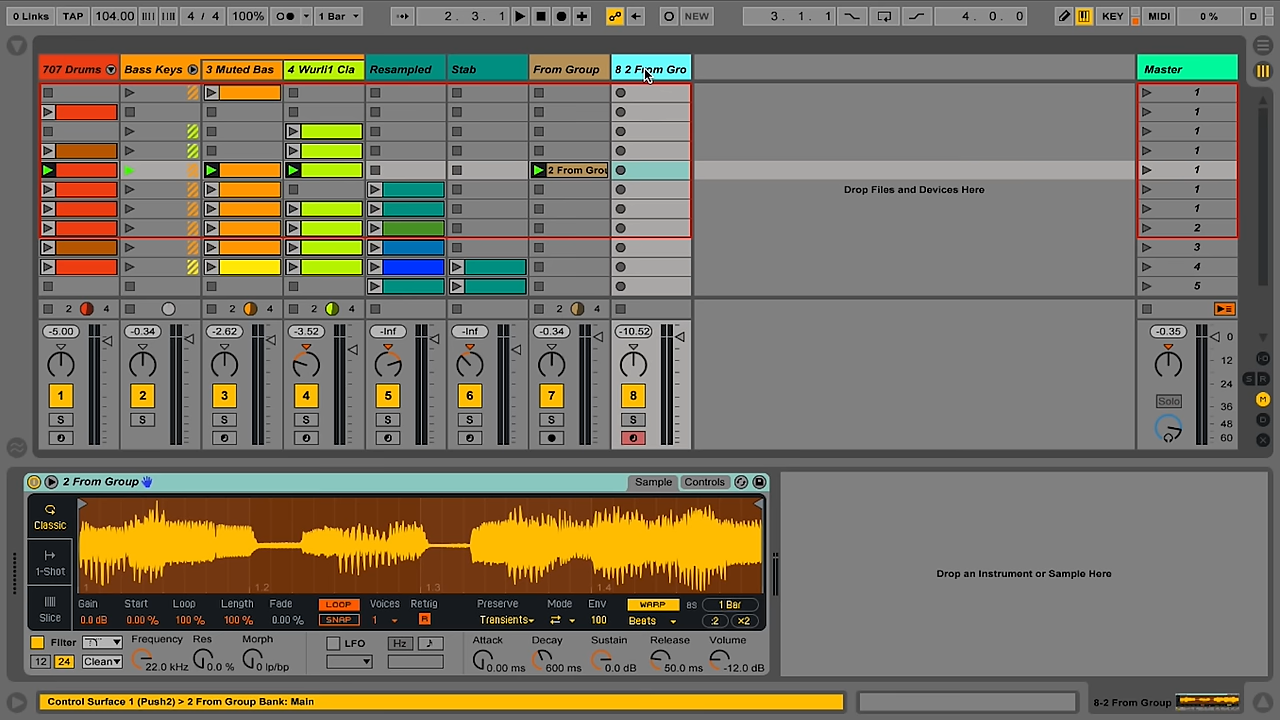 0 Links TAP 104.00 4 / 4 100% 1 Bar 2. 3. 1 NEW 3. 1. 1 4. 0. 0 KEY MIDI 0 % D
707 Drums Bass Keys 3 Muted Bas 4 Wurli1 Cla Resampled Stab From Group 8 2 From Gro Master
1
1
1
1
2 From Grou 1
Drop Files and Devices Here 1
1
2
3
4
5
2 4 2 4 2 4 2 4
-5.00 -0.34 -2.62 -3.52 -Inf -Inf -0.34 -10.52 -0.35 0
12
24
1 2 3 4 5 6 7 8 Solo 36
S S S S S S S S 48
60
S R
M
D
X
2 From Group Sample Controls
Classic
1-Shot
Slice
1 1.2 1.3 1.4
Drop an Instrument or Sample Here
Gain Start Loop Length Fade LOOP Voices Retrig Preserve Mode Env WARP BS 1 Bar
0.0 dB 0.00 % 100 % 100 % 0.00 % SNAP 1 R Transients 100 Beats :2 ×2
Filter Frequency Res Morph LFO Hz Attack Decay Sustain Release Volume
12 24 Clean 22.0 kHz 0.0 % 0 lp/bp 0.00 ms 600 ms 0.0 dB 50.0 ms -12.0 dB
Control Surface 1 (Push2) > 2 From Group Bank: Main 8-2 From Group